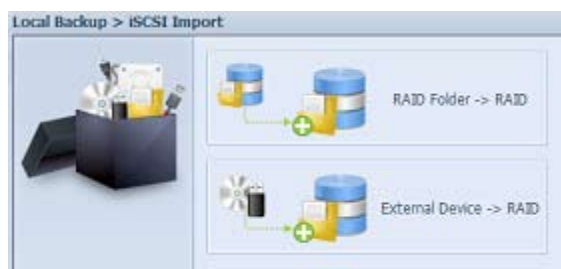 Local Backup > iSCSI Import
RAID Folder -> RAID
External Device -> RAID